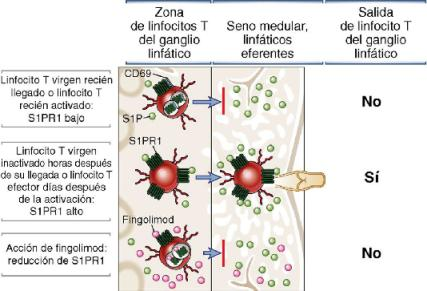 Zona
de linfocitos T
del ganglio
linfático
Seno medular,
linfáticos
eferentes
Salida
de linfocito T
del ganglio
linfático
Linfocito T virgen recién
llegado o linfocito T
recién activado:
S1PR1 bajo
CD69
S1P
No
Linfocito T virgen
inactivado horas después
de su llegada o linfocito T
efector días después
de la activación:
S1PR1 alto
S1PR1
Sí
Acción de fingolimod:
reducción de S1PR1
Fingolimod
No